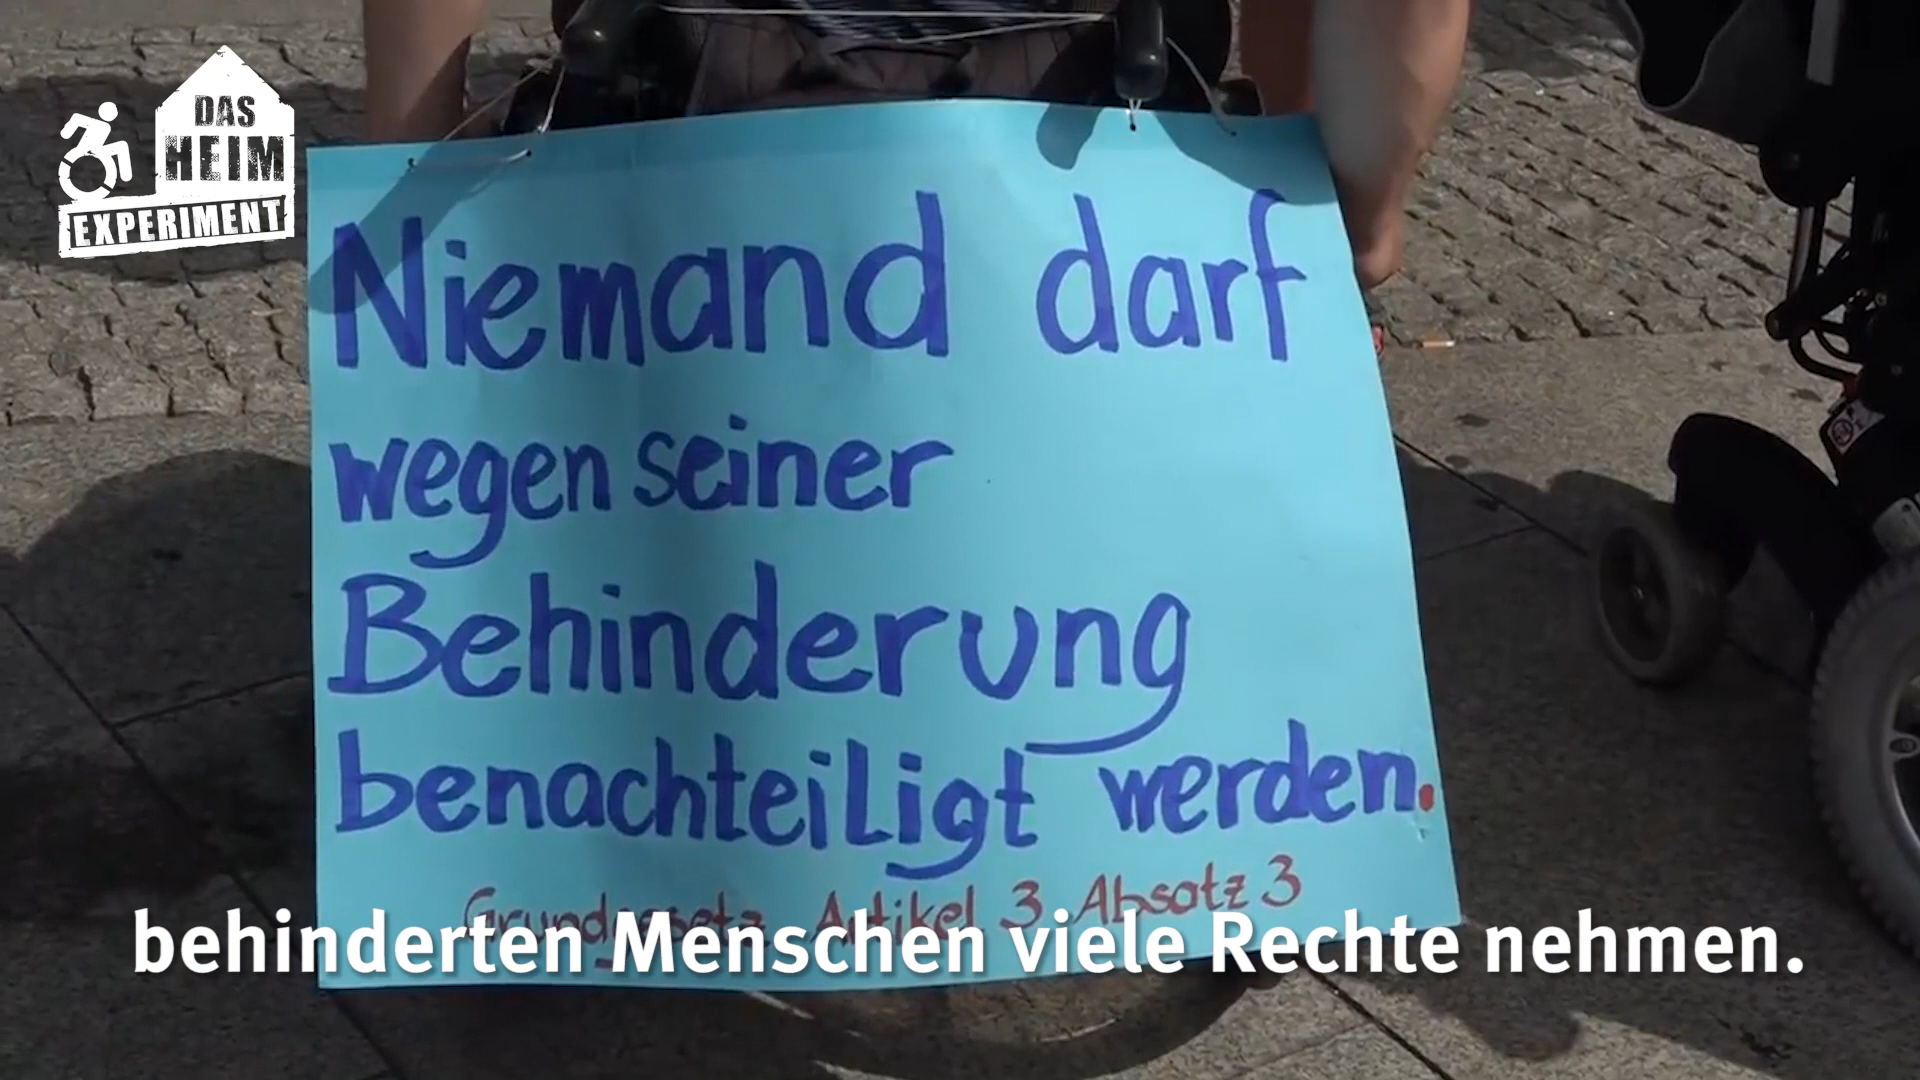 DAS
HEIM
EXPERIMENT
Niemand darf
wegen seiner
Behinderung
benachteiligt werden.
Grundgesetz Artikel 3 Absatz 3
behinderten Menschen viele Rechte nehmen.